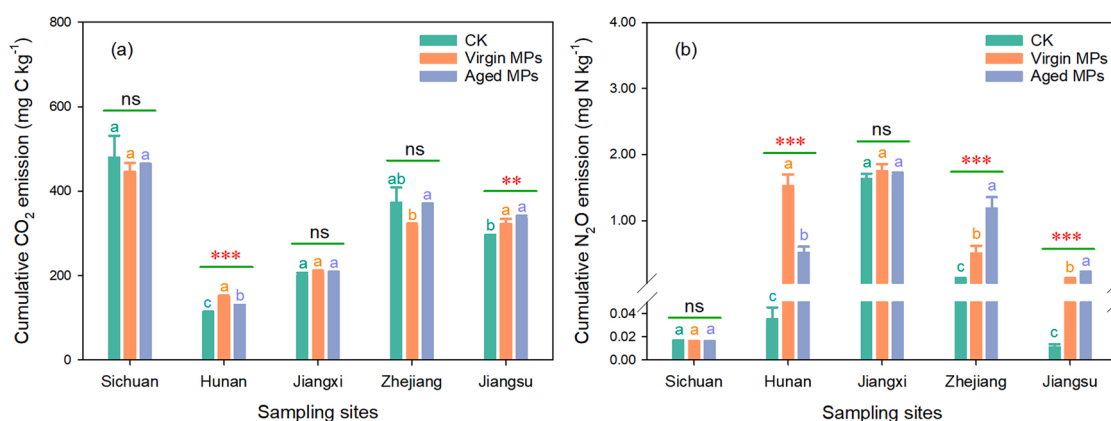 (a)
CK
Virgin MPs
Aged MPs
Cumulative CO2 emission (mg C kg-1)
800
600
400
200
0
ns
a a a
***
c a b
ns
a a a
ns
ab b a
**
b a a
Sichuan Hunan Jiangxi Zhejiang Jiangsu
Sampling sites
(b)
CK
Virgin MPs
Aged MPs
Cumulative N2O emission (mg N kg-1)
4.00
2.00
1.00
0.04
0.02
0.00
ns
a a a
***
c a b
ns
a a a
***
c b a
***
c b a
Sichuan Hunan Jiangxi Zhejiang Jiangsu
Sampling sites